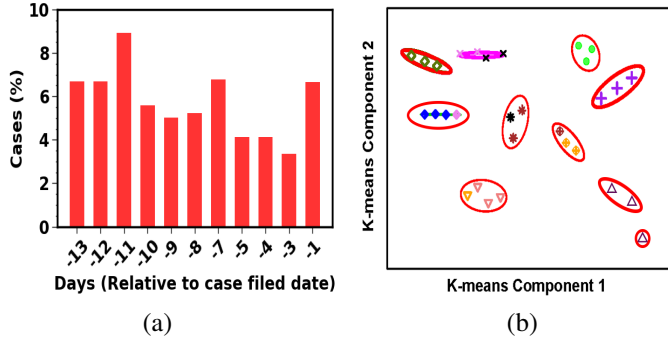 10
8
6
4
2
0
Cases (%)
-13 -12 -11 -10 -9 -8 -7 -5 -4 -3 -1
Days (Relative to case filed date)
(a)
K-means Component 2
K-means Component 1
(b)